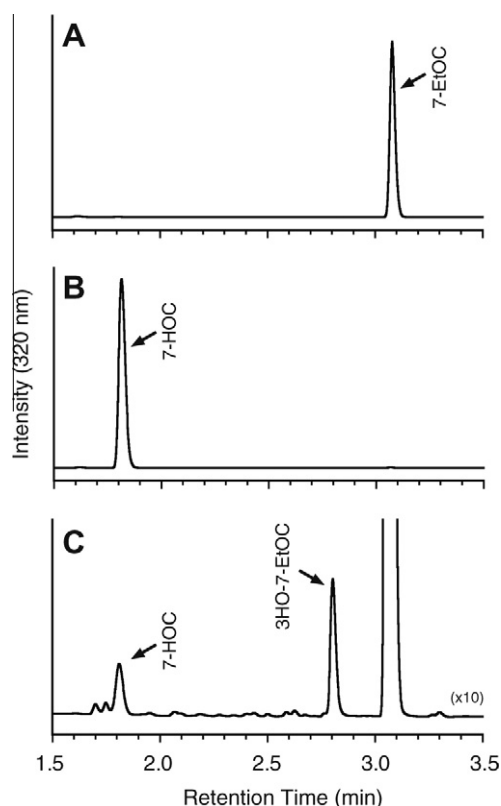 A
7-EtOC
B
7-HOC
Intensity (320 nm)
C
7-HOC
3HO-7-EtOC
(x10)
1.5 2.0 2.5 3.0 3.5
Retention Time (min)